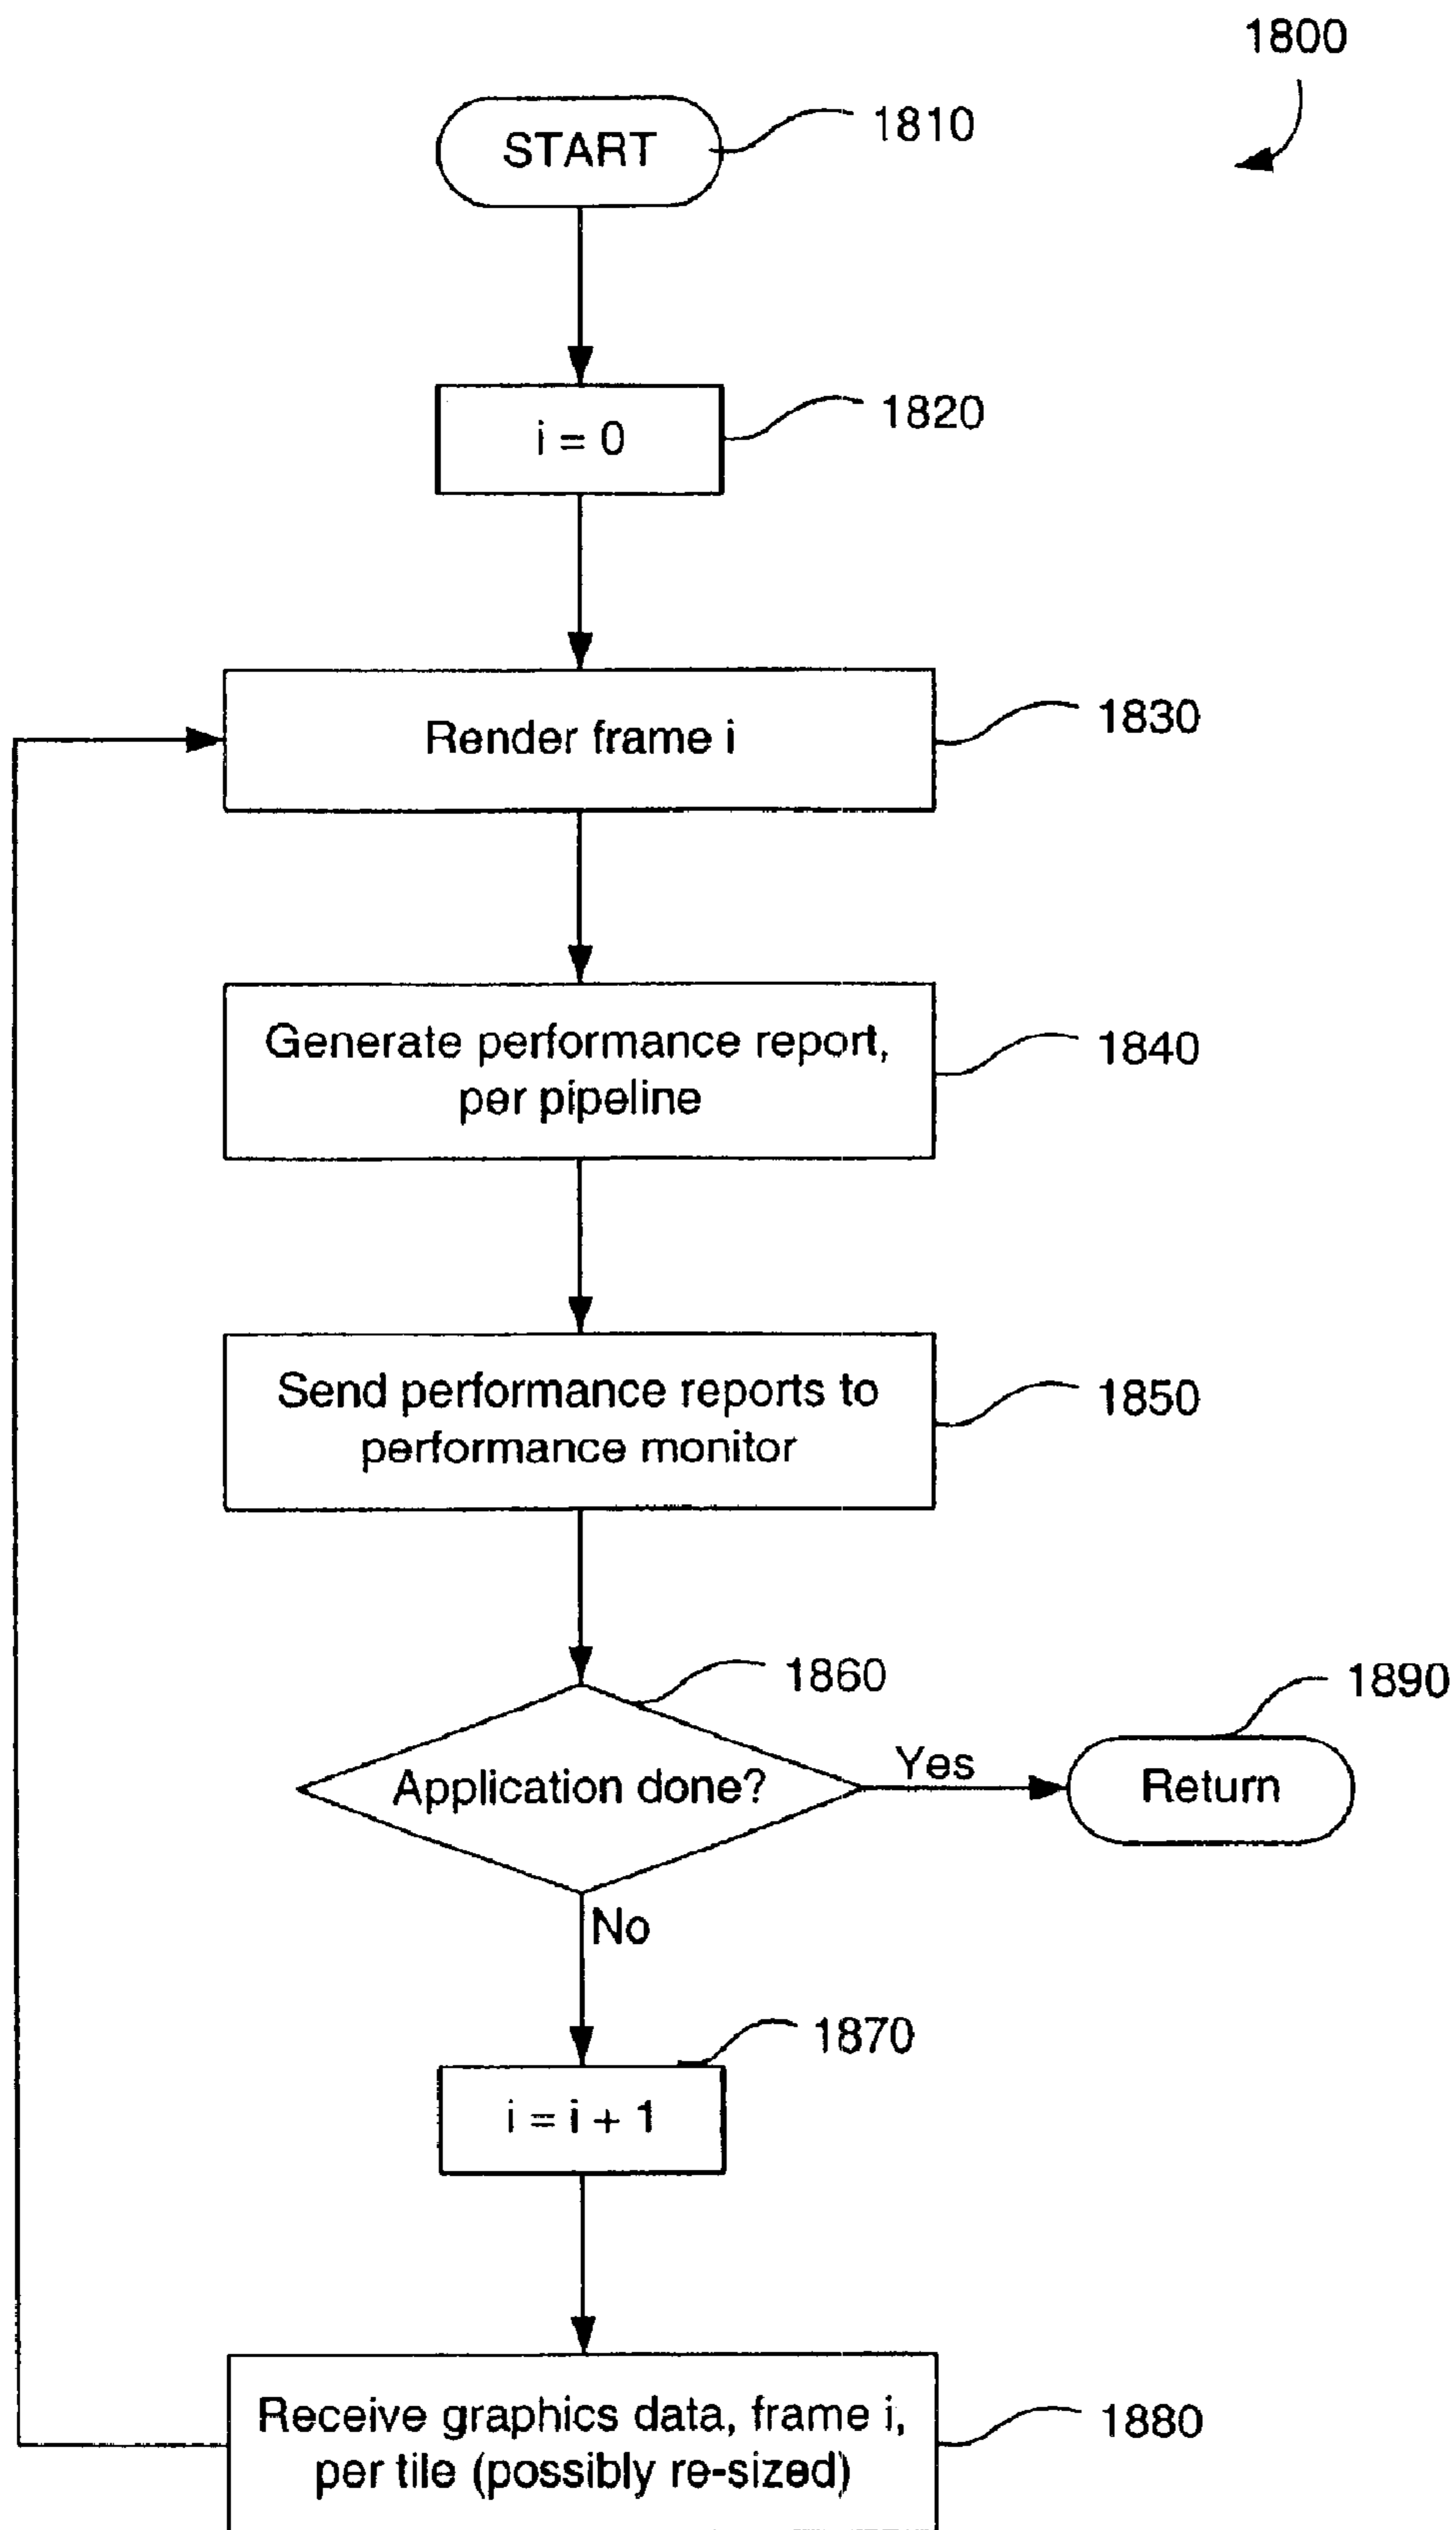 1800
START
1810
i = 0
1820
Render frame i
1830
Generate performance report,
per pipeline
1840
Send performance reports to
performance monitor
1850
Application done?
1860
Yes
Return
1890
No
i = i + 1
1870
Receive graphics data, frame i,
per tile (possibly re-sized)
1880